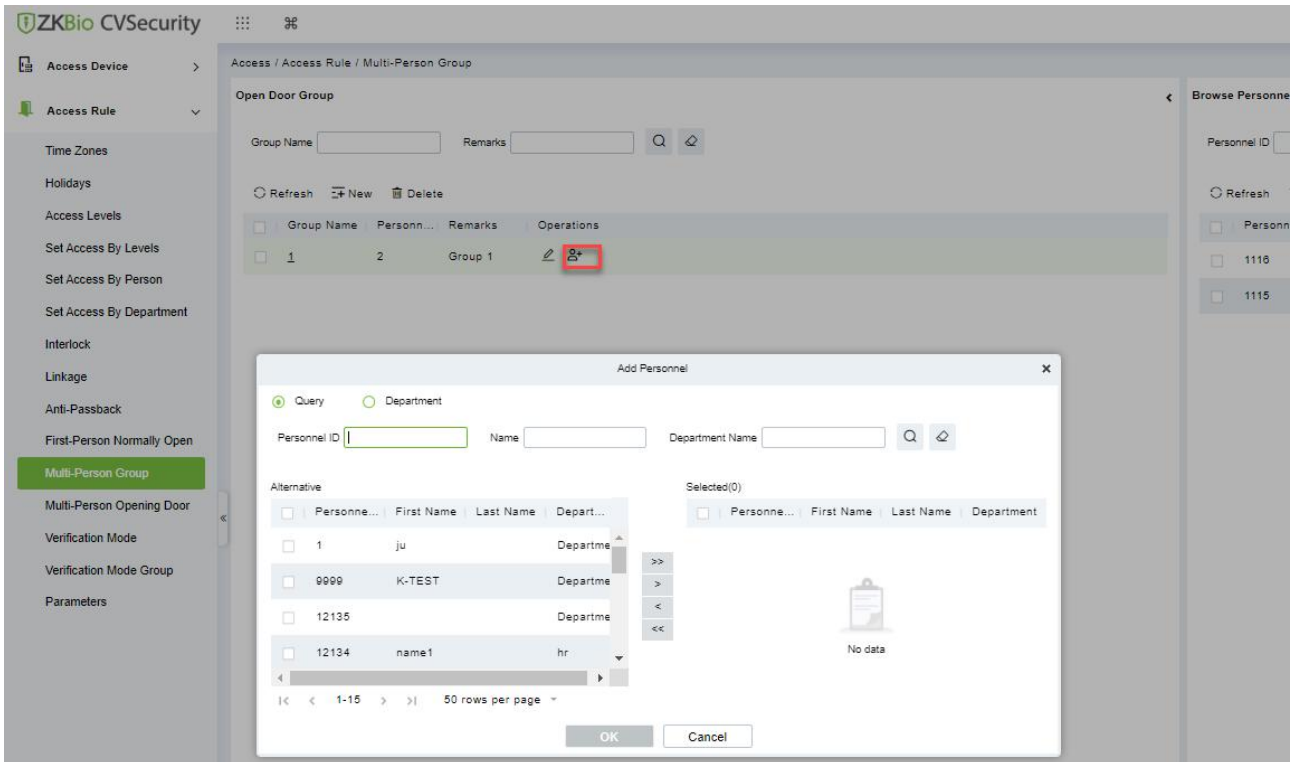 ZKBio CVSecurity
Access Device
Access Rule
Time Zones
Holidays
Access Levels
Set Access By Levels
Set Access By Person
Set Access By Department
Interlock
Linkage
Anti-Passback
First-Person Normally Open
Multi-Person Group
Multi-Person Opening Door
Verification Mode
Verification Mode Group
Parameters
Access / Access Rule / Multi-Person Group
Open Door Group
Group Name Remarks
Refresh New Delete
Group Name Personn... Remarks Operations
1 2 Group 1
Browse Personne
Personnel ID
Refresh
Personn
1116
1115
Add Personnel
Query Department
Personnel ID Name Department Name
Alternative
Personne... First Name Last Name Depart...
1 ju Departme
9999 K-TEST Departme
12135 Departme
12134 name1 hr
1-15 50 rows per page
>>
>
<
<<
Selected(0)
Personne... First Name Last Name Department
No data
OK Cancel